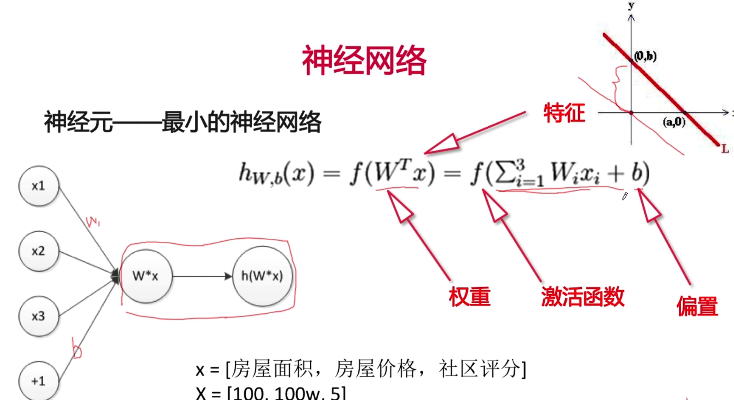 神经网络
y
(0,b)
(a,0)
L
神经元——最小的神经网络
特征
h_{W,b}(x) = f(W^T x) = f(∑_{i=1}^{3} W_i x_i + b)
x1
w₁
x2
W*x
h(W*x)
x3
b
+1
权重
激活函数
偏置
x = [房屋面积，房屋价格，社区评分]
X = [100, 100w, 5]